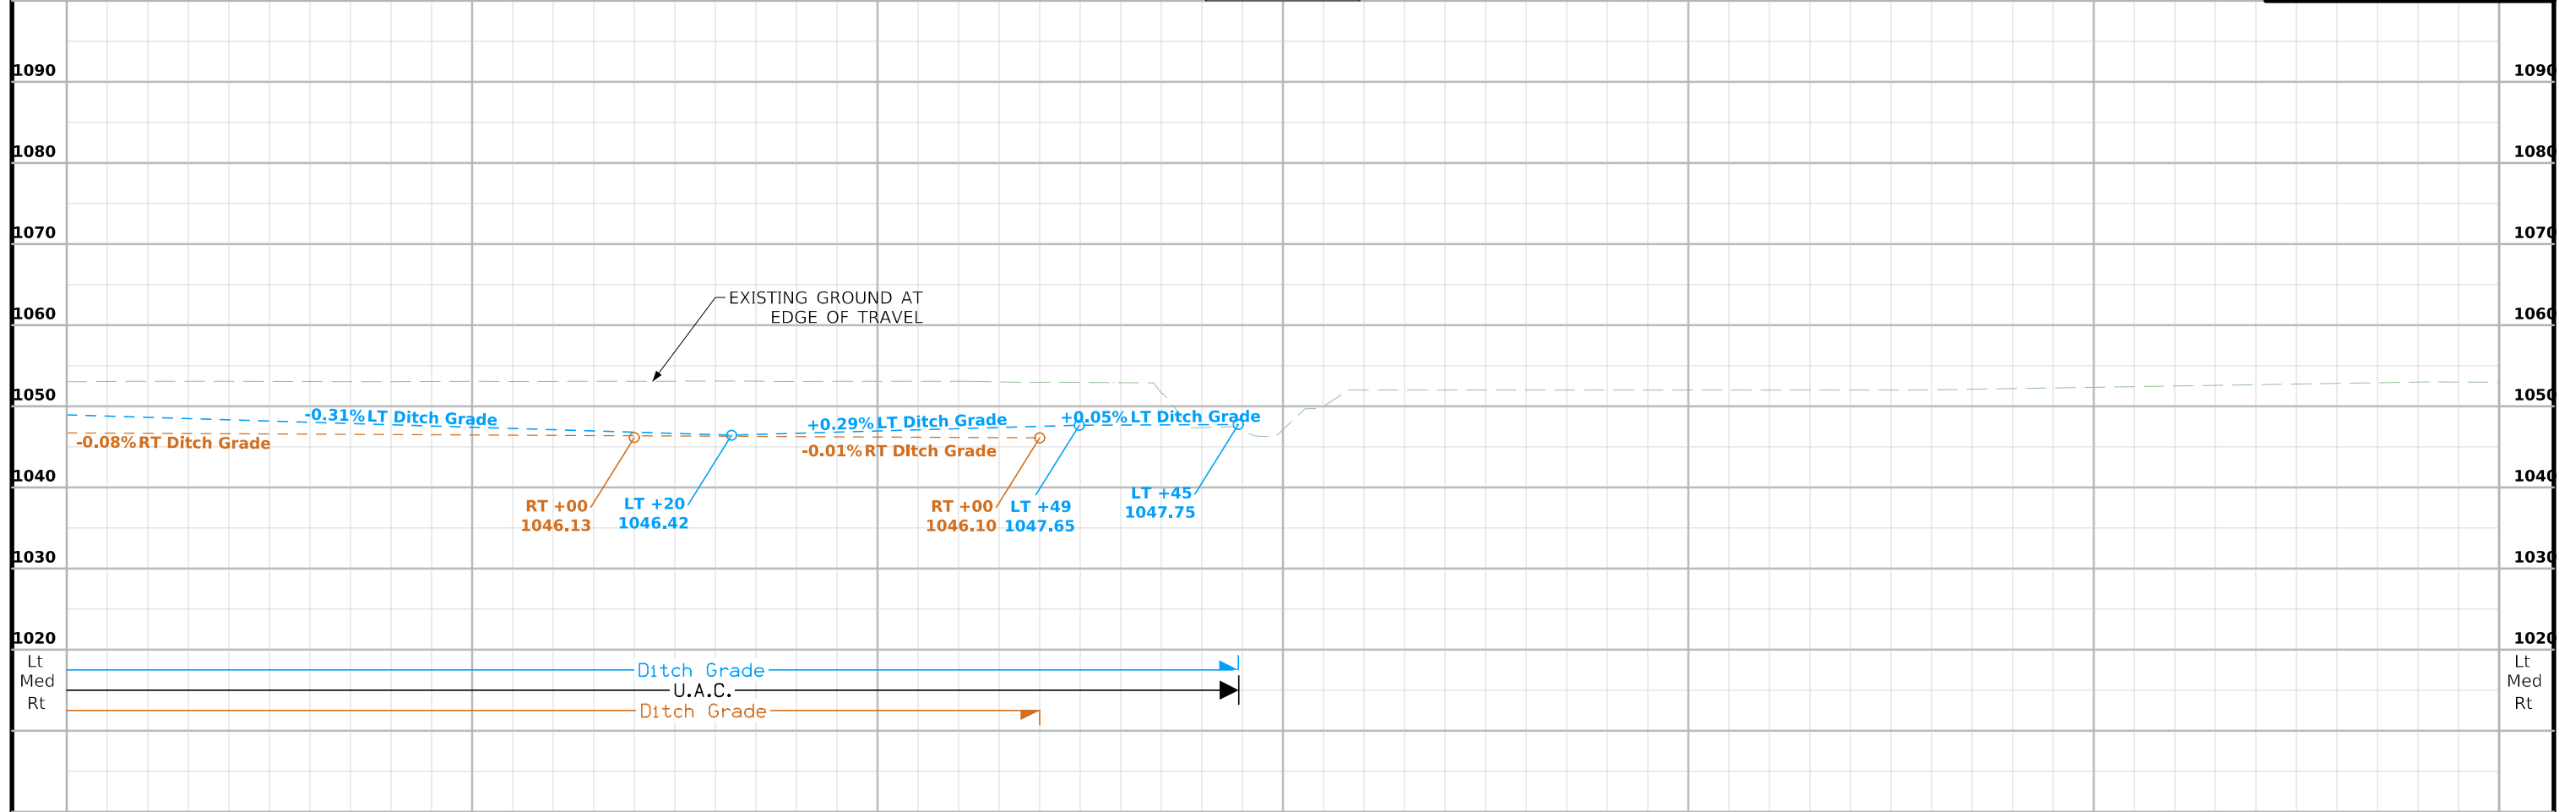 1090 1090
1080 1080
1070 1070
1060 1060
EXISTING GROUND AT
EDGE OF TRAVEL
1050 1050
-0.31% LT Ditch Grade
+0.29% LT Ditch Grade
+0.05% LT Ditch Grade
-0.08% RT Ditch Grade
-0.01% RT DItch Grade
1040 1040
RT +00
1046.13
LT +20
1046.42
RT +00
1046.10
LT +49
1047.65
LT +45
1047.75
1030 1030
1020 1020
Lt Ditch Grade Lt
Med U.A.C. Med
Rt Ditch Grade Rt